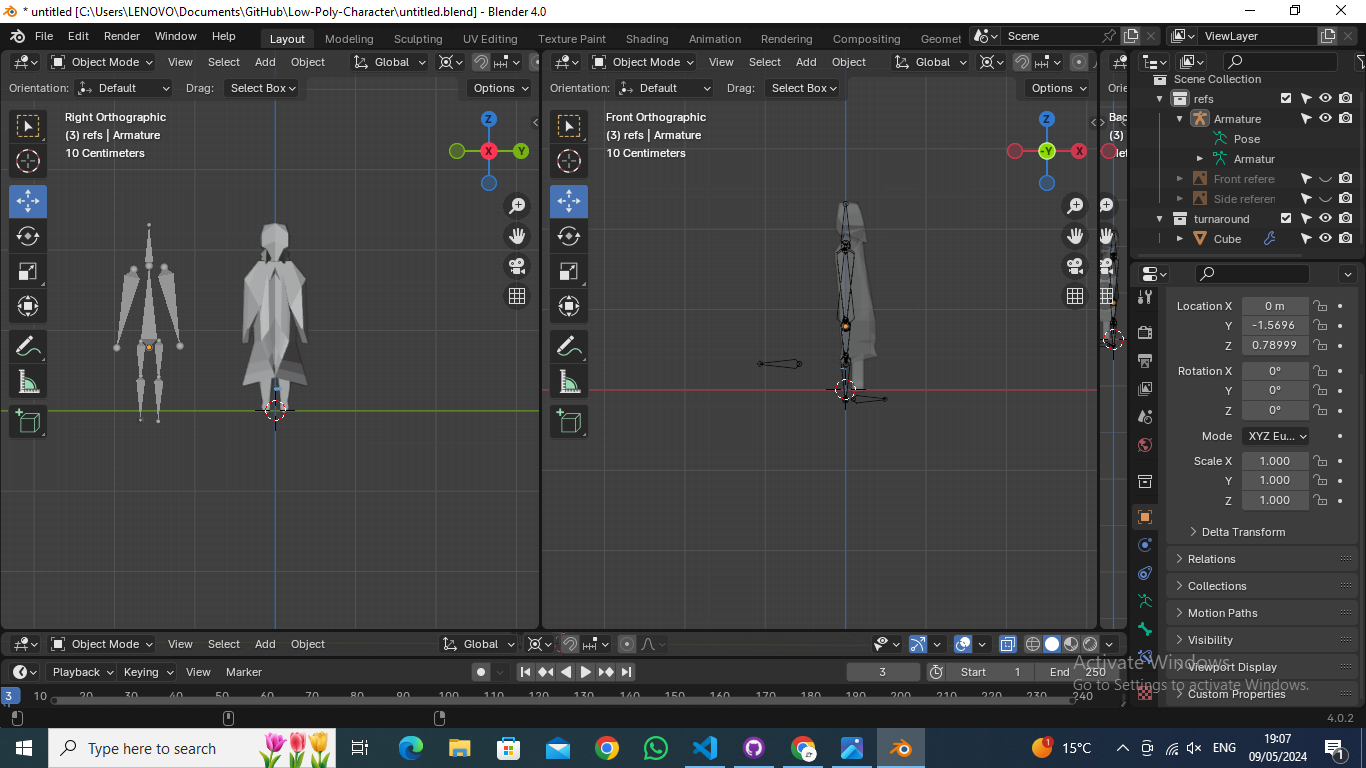 * untitled [C:\Users\LENOVO\Documents\GitHub\Low-Poly-Character\untitled.blend] - Blender 4.0
File Edit Render Window Help Layout Modeling Sculpting UV Editing Texture Paint Shading Animation Rendering Compositing Geomet Scene ViewLayer
Object Mode View Select Add Object Global
Orientation: Default Drag: Select Box Options
Right Orthographic
(3) refs | Armature
10 Centimeters
Z
Y
X
Object Mode View Select Add Object Global
Orientation: Default Drag: Select Box Options
Front Orthographic
(3) refs | Armature
10 Centimeters
Z
-Y
X
Orie
Bac
(3)
Scene Collection
refs
Armature
Pose
Armatur
Front refere
Side referen
turnaround
Cube
Location X 0 m
Y -1.5696
Z 0.78999
Rotation X 0°
Y 0°
Z 0°
Mode XYZ Eu...
Scale X 1.000
Y 1.000
Z 1.000
Delta Transform
Relations
Collections
Motion Paths
Visibility
Viewport Display
Custom Properties
Object Mode View Select Add Object Global
Playback Keying View Marker 3 Start 1 End 250
3 10 20 30 40 50 60 70 80 90 100 110 120 130 140 150 160 170 180 190 200 210 220 230 240
Activate Windows
Go to Settings to activate Windows.
4.0.2
Type here to search
1
15°C
ENG
19:07
09/05/2024
1